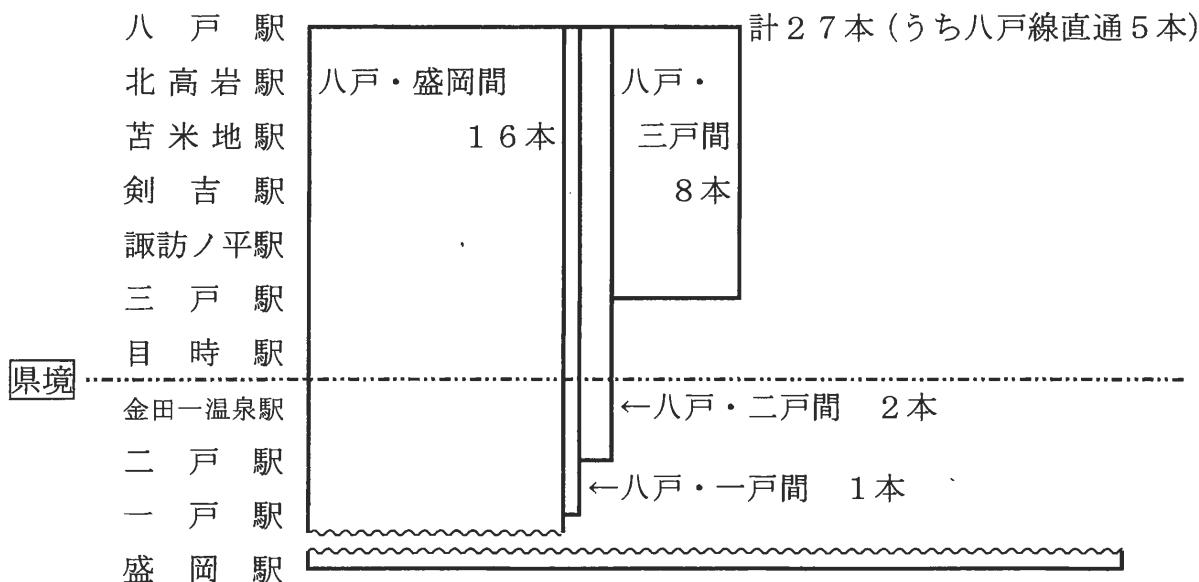 八戸駅 計27本(うち八戸線直通5本)
北高岩駅 八戸・盛岡間 八戸・
苫米地駅 16本 三戸間
剣吉駅 8本
諏訪ノ平駅
三戸駅
目時駅
県境
金田一温泉駅 ←八戸・二戸間 2本
二戸駅
←八戸・一戸間 1本
一戸駅
盛岡駅